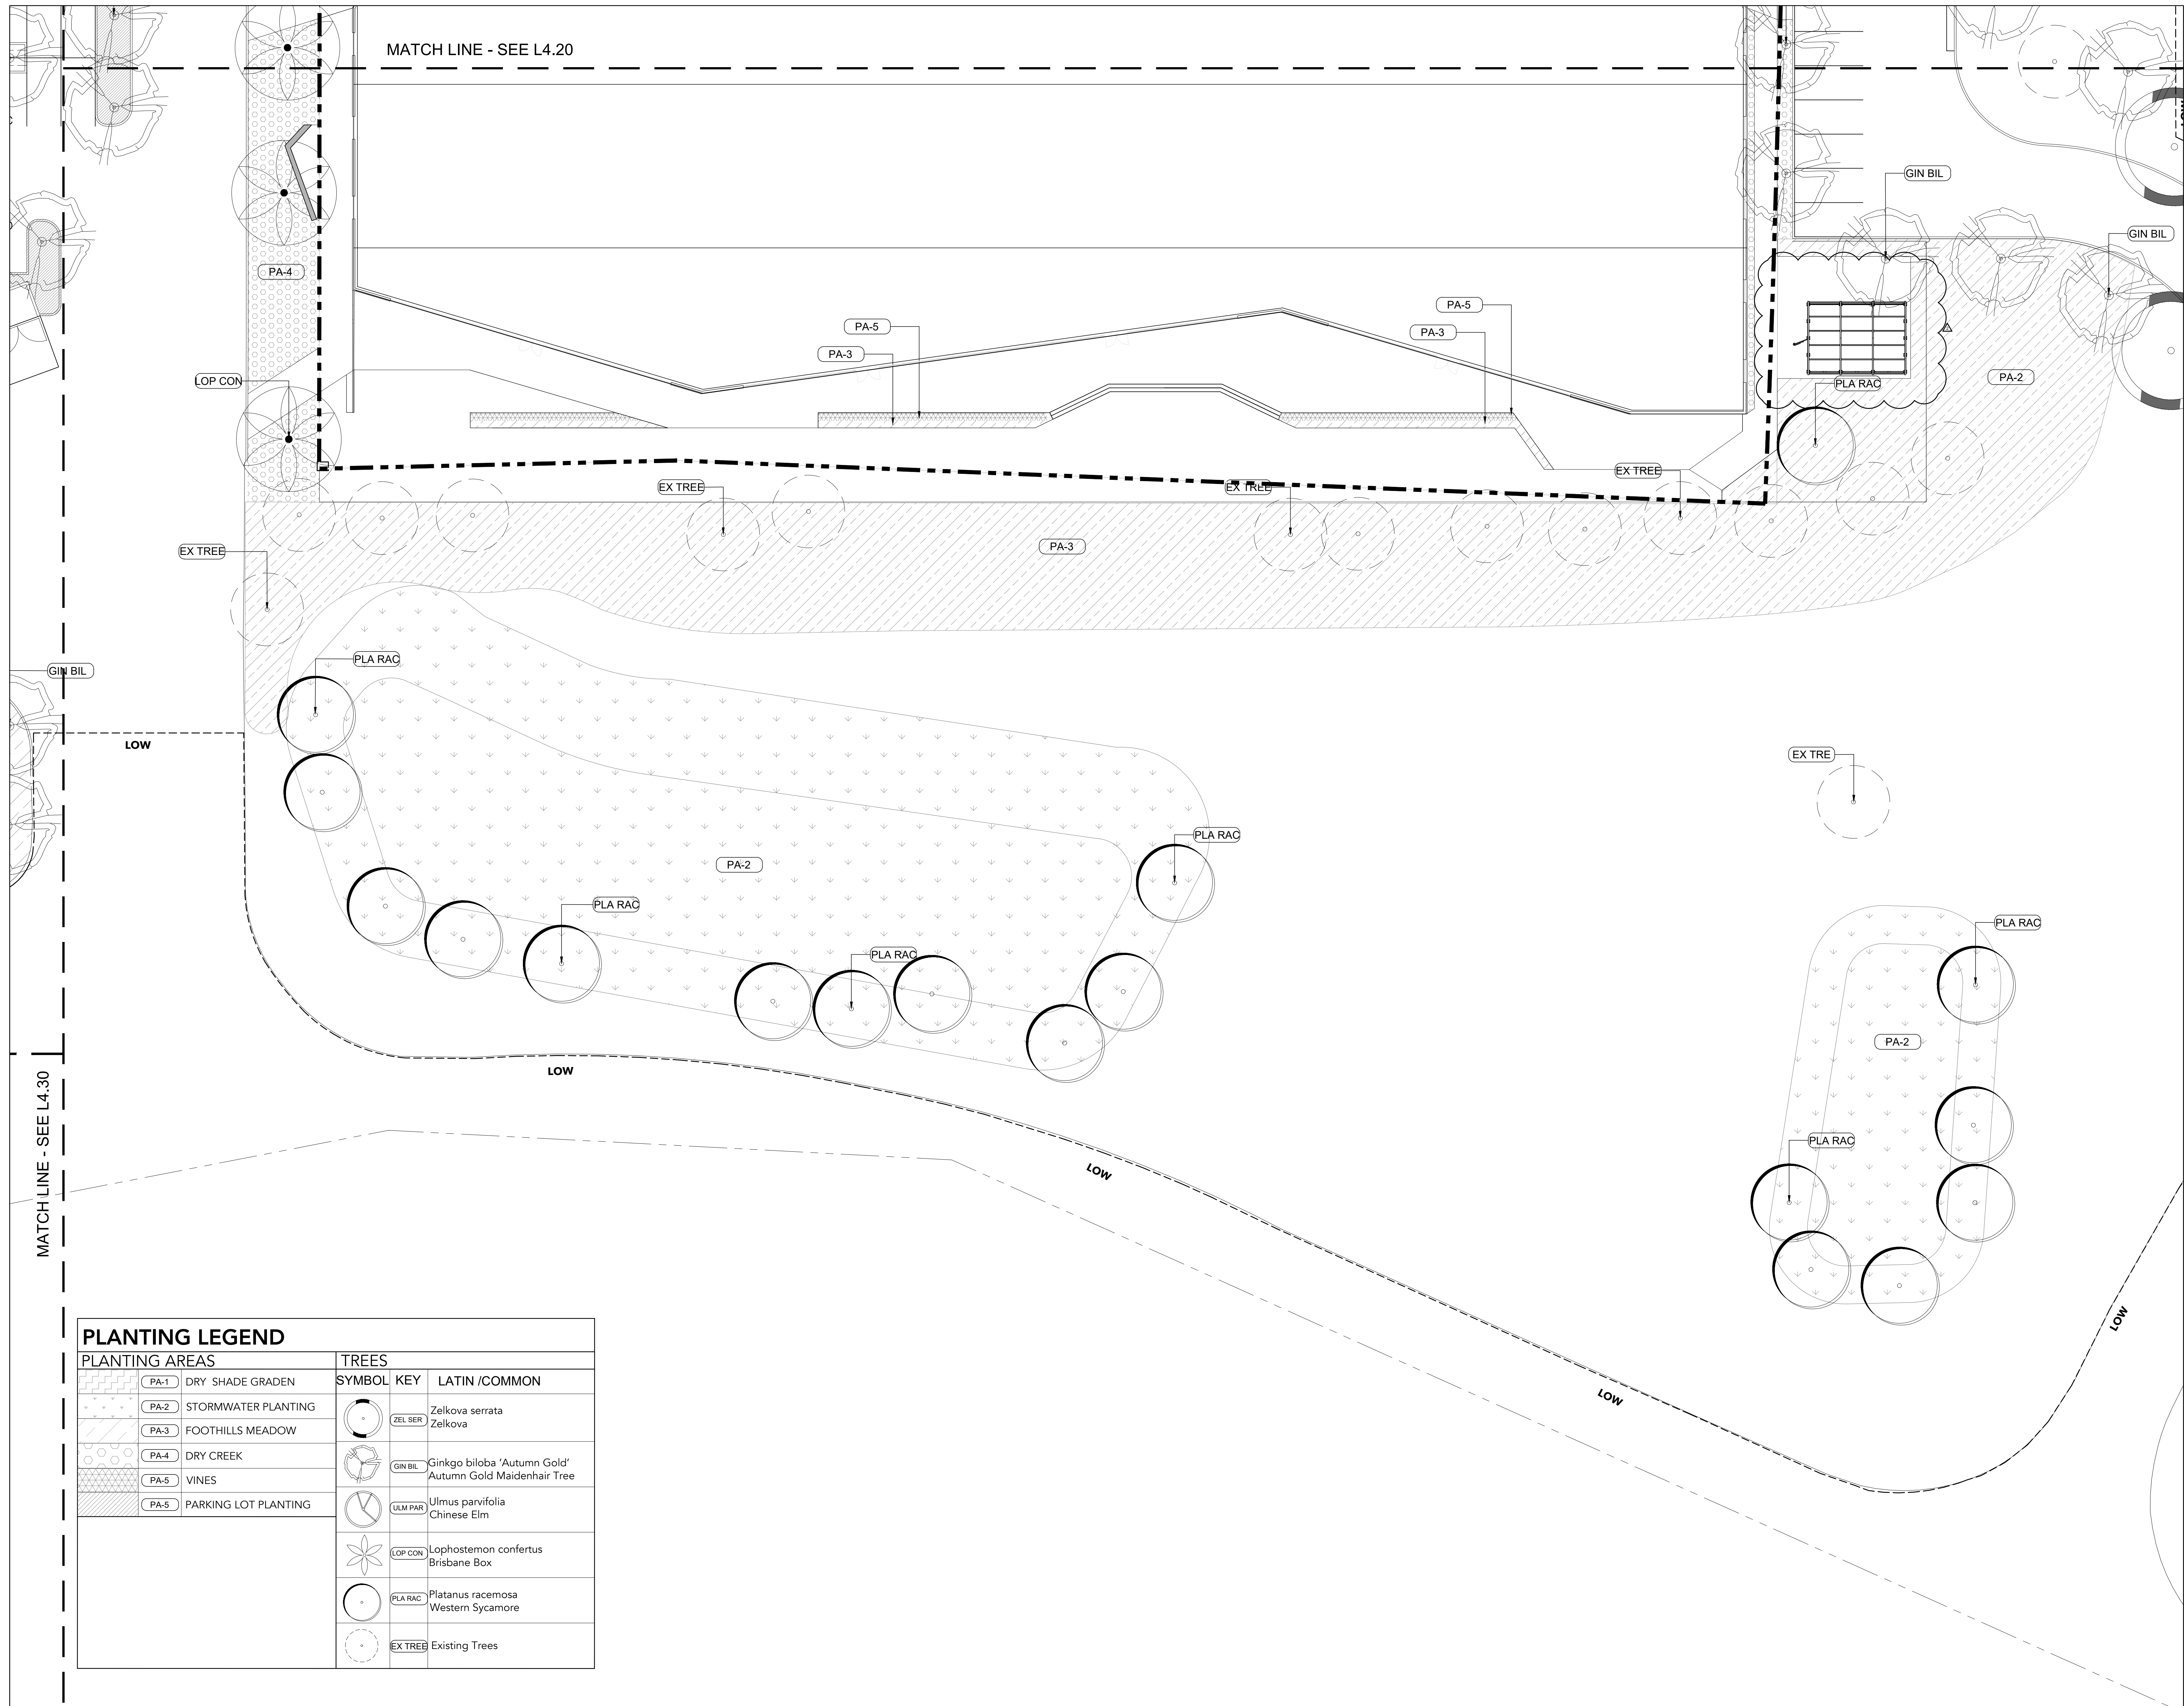 MATCH LINE - SEE L4.20
GIN BIL
GIN BIL
PA-4
PA-5
PA-5
PA-3
PA-3
PA-2
LOP CON
PLA RAC
EX TREE
EX TREE
EX TREE
EX TREE
PA-3
GIN BIL
PLA RAC
LOW
EX TRE
PLA RAC
PA-2
PLA RAC
PLA RAC
PLA RAC
PA-2
LOW
PLA RAC
LOW
MATCH LINE - SEE L4.30
LOW
LOW
LOW
PLANTING LEGEND
PLANTING AREAS
PA-1 DRY SHADE GRADEN
PA-2 STORMWATER PLANTING
PA-3 FOOTHILLS MEADOW
PA-4 DRY CREEK
PA-5 VINES
PA-5 PARKING LOT PLANTING
TREES
SYMBOL KEY LATIN /COMMON
ZEL SER Zelkova serrata
Zelkova
GIN BIL Ginkgo biloba ‘Autumn Gold’
Autumn Gold Maidenhair Tree
ULM PAR Ulmus parvifolia
Chinese Elm
LOP CON Lophostemon confertus
Brisbane Box
PLA RAC Platanus racemosa
Western Sycamore
EX TREE Existing Trees